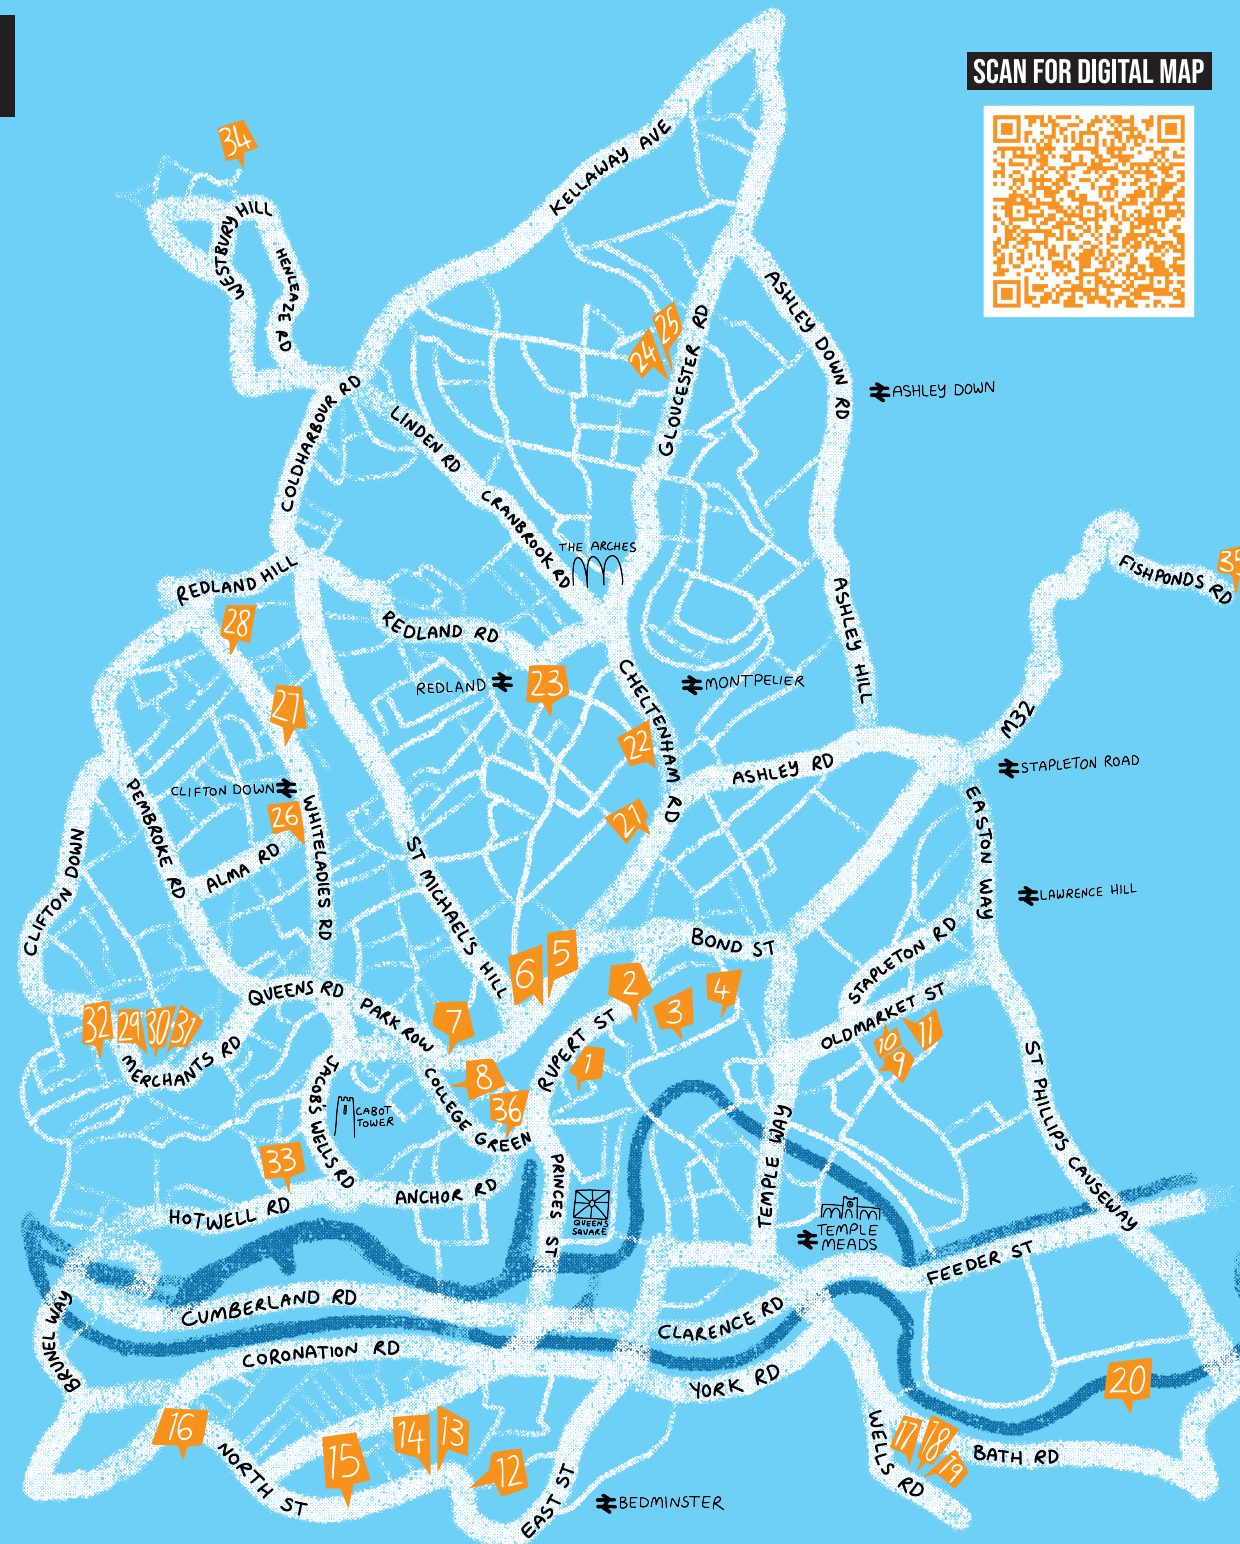 SCAN FOR DIGITAL MAP
34
KELLAWAY AVE
WESTBURY HILL
HENLEAZE RD
ASHLEY DOWN RD
25
24
GLOUCESTER RD
ASHLEY DOWN
COLDHARBOUR RD
LINDEN RD
CRANBROOK RD
THE ARCHES
35
FISHPONDS RD
REDLAND HILL
28
REDLAND RD
ASHLEY HILL
REDLAND
23
MONTPELIER
CHELTENHAM RD
27
22
M32
STAPLETON ROAD
ASHLEY RD
CLIFTON DOWN
26
21
PEMBROKE RD
WHITELADIES RD
ALMA RD
CLIFTON DOWN
ST MICHAEL'S HILL
EASTON WAY
LAWRENCE HILL
STAPLETON RD
BOND ST
6
5
2
3
4
QUEENS RD
PARK ROW
7
RUPERT ST
OLDMARKET ST
10
11
9
32
29
30
31
MERCHANTS RD
1
8
36
COLLEGE GREEN
JACOBS WELLS RD
CABOT
TOWER
ST PHILLIPS CAUSEWAY
TEMPLE WAY
33
HOTWELL RD
ANCHOR RD
PRINCES ST
QUEENS
SQUARE
TEMPLE
MEADS
FEEDER ST
BRUNEL WAY
CUMBERLAND RD
CLARENCE RD
CORONATION RD
YORK RD
20
16
NORTH ST
15
14
13
12
EAST ST
BEDMINSTER
WELLS RD
17
18
19
BATH RD